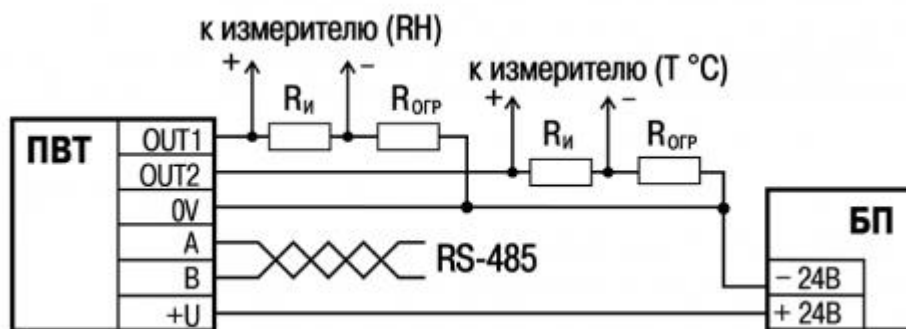 к измерителю (RH)
+
–
к измерителю (T °C)
+
–
Rи
Rогр
Rи
Rогр
ПВТ
OUT1
OUT2
0V
A
B
+U
RS-485
БП
– 24В
+ 24В